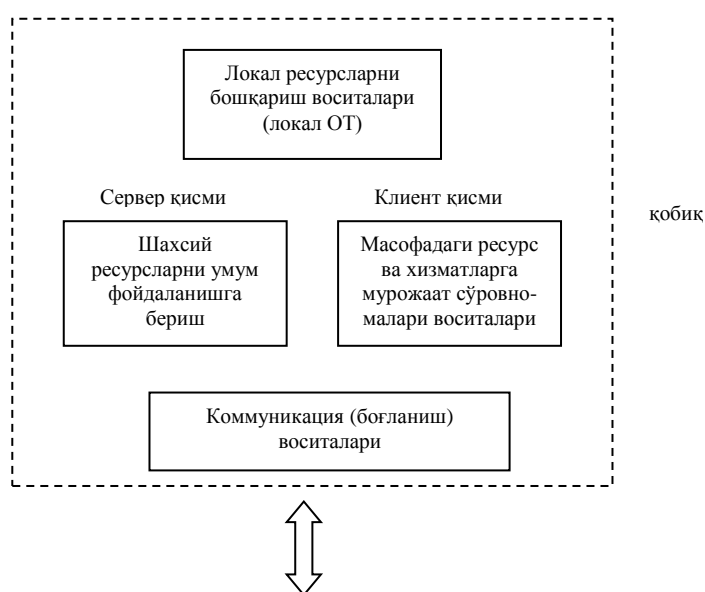 Локал ресурсларни
бошқариш воситалари
(локал ОТ)
Сервер қисми
Клиент қисми
қобиқ
Шахсий
ресурсларни умум
фойдаланишга
бериш
Масофадаги ресурс
ва хизматларга
мурожаат сўровно-
малари воситалари
Коммуникация (боғланиш)
воситалари